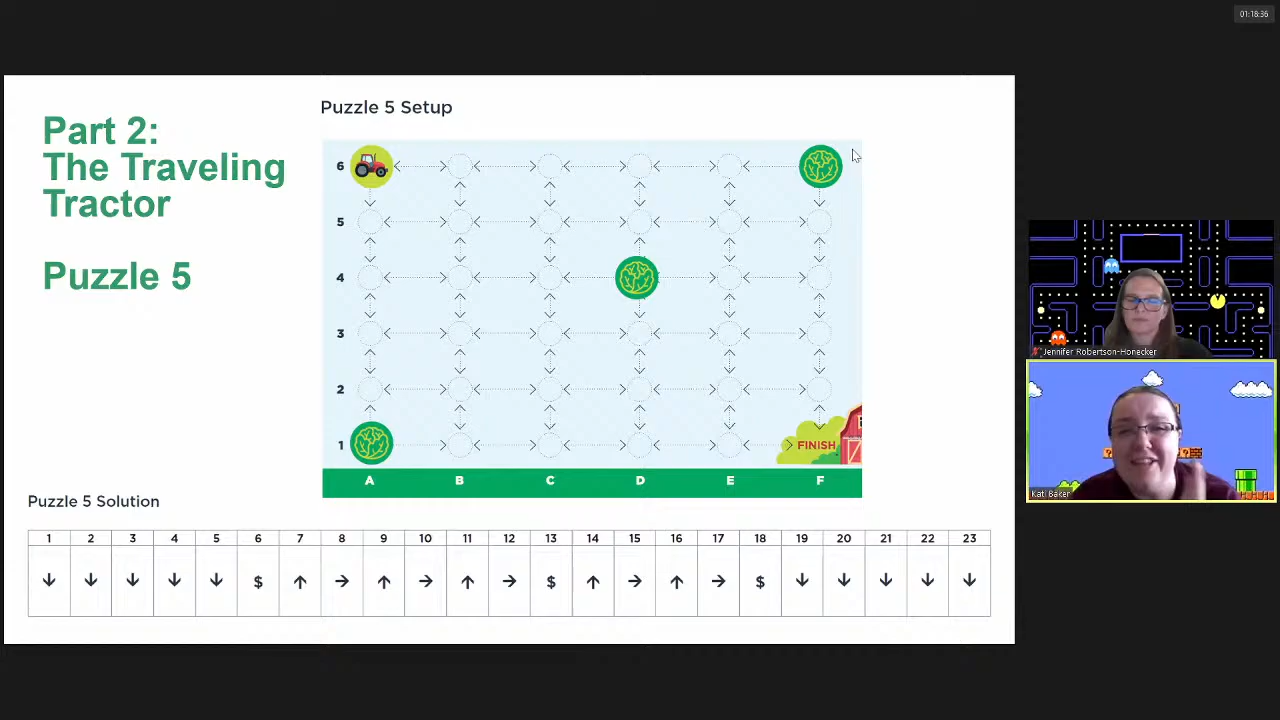 01:18:36
Part 2:
The Traveling
Tractor
Puzzle 5
Puzzle 5 Setup
6
5
4
3
2
1
FINISH
A B C D E F
Puzzle 5 Solution
1 2 3 4 5 6 7 8 9 10 11 12 13 14 15 16 17 18 19 20 21 22 23
↓ ↓ ↓ ↓ ↓ $ ↑ → ↑ → ↑ → $ ↑ → ↑ → $ ↓ ↓ ↓ ↓ ↓
Jennifer Robertson-Honecker
Kati Baker